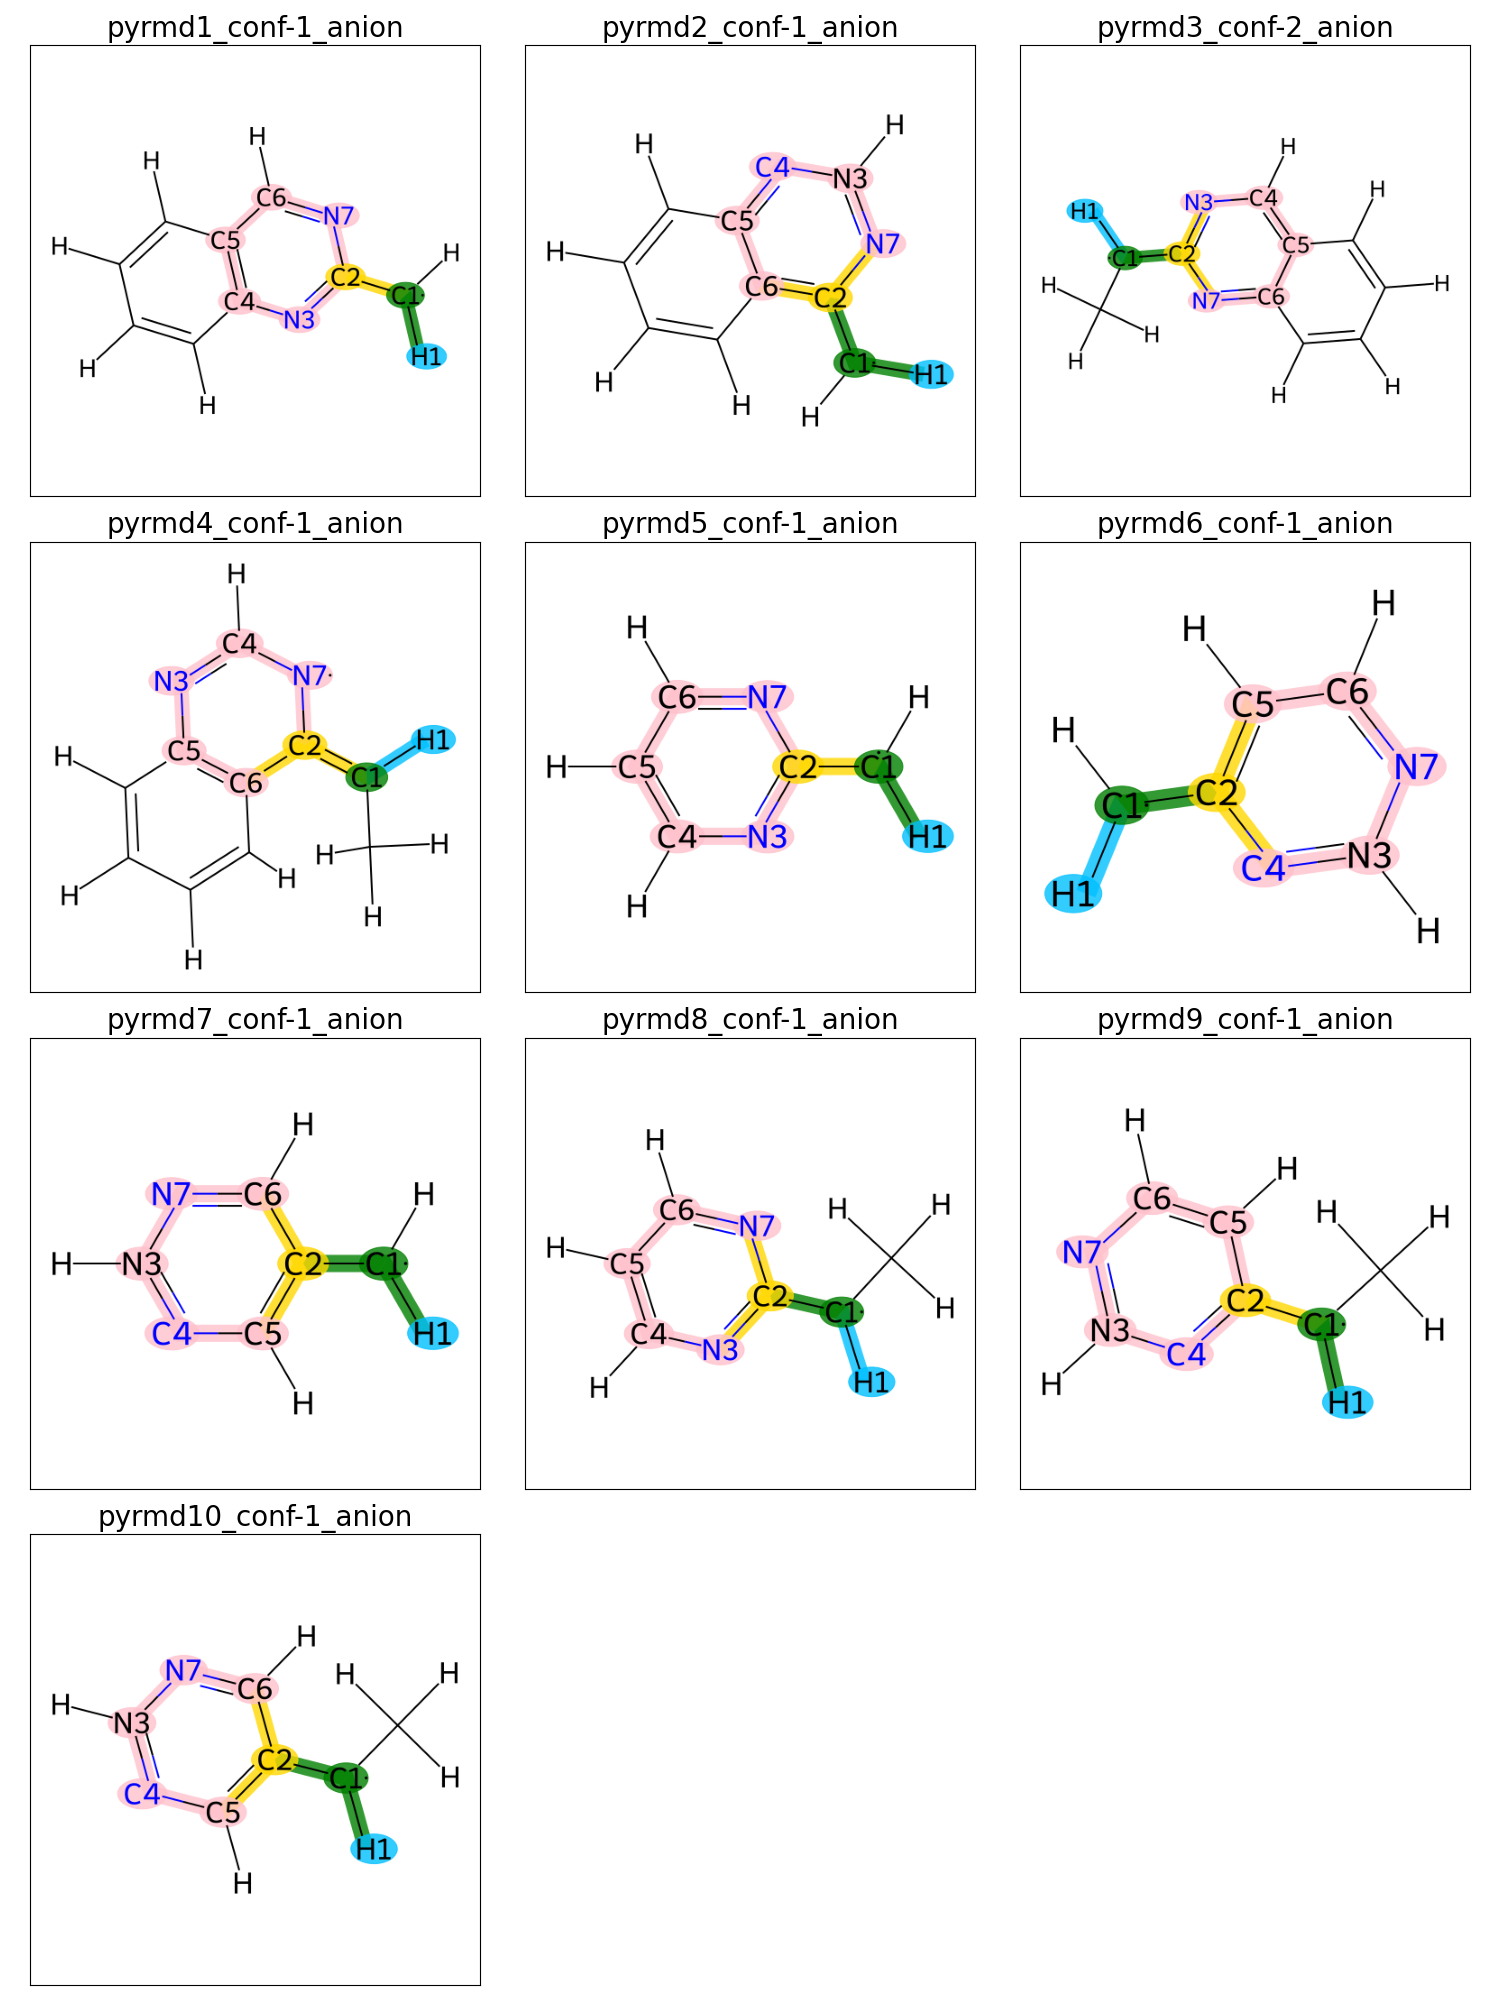 pyrmd1_conf-1_anion
H
H
C6
N7
H
C5
H
C2
C1·
C4
N3
H1
H
H
pyrmd2_conf-1_anion
H
H
C4
N3
C5
N7
H
C6
C2
C1·
H1
H
H
H
pyrmd3_conf-2_anion
H
H
H1
N3
C4
C5
C1
C2
H
H
N7
C6
H
H
H
H
pyrmd4_conf-1_anion
H
C4
N3
N7·
H1
C5
C2
H
C6
C1
H
H
H
H
H
H
pyrmd5_conf-1_anion
H
C6
N7
H
H
C5
C2
C1
C4
N3
H1
H
pyrmd6_conf-1_anion
H
H
C6
C5
H
N7
C2
C1·
N3
C4
H1
H
pyrmd7_conf-1_anion
H
N7
C6
H
H
N3
C2
C1·
C4
C5
H1
H
pyrmd8_conf-1_anion
H
H
H
C6
N7
H
C5
C2
H
C1·
C4
N3
H1
H
pyrmd9_conf-1_anion
H
H
C6
H
H
C5
N7
C2
C1·
N3
H
C4
H
H1
pyrmd10_conf-1_anion
H
N7
H
H
C6
H
N3
C2
C1·
H
C4
C5
H1
H